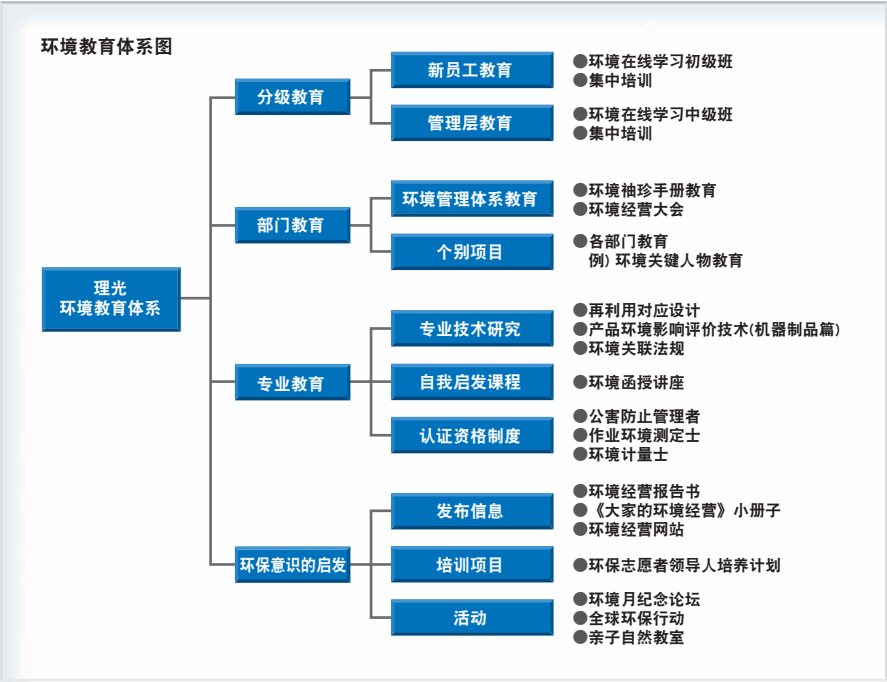 环境教育体系图
理光
环境教育体系
分级教育
新员工教育
●环境在线学习初级班
●集中培训
管理层教育
●环境在线学习中级班
●集中培训
部门教育
环境管理体系教育
●环境袖珍手册教育
●环境经营大会
个别项目
●各部门教育
例) 环境关键人物教育
专业教育
专业技术研究
●再利用对应设计
●产品环境影响评价技术(机器制品篇)
●环境关联法规
自我启发课程
●环境函授讲座
认证资格制度
●公害防止管理者
●作业环境测定士
●环境计量士
环保意识的启发
发布信息
●环境经营报告书
●《大家的环境经营》小册子
●环境经营网站
培训项目
●环保志愿者领导人培养计划
活动
●环境月纪念论坛
●全球环保行动
●亲子自然教室